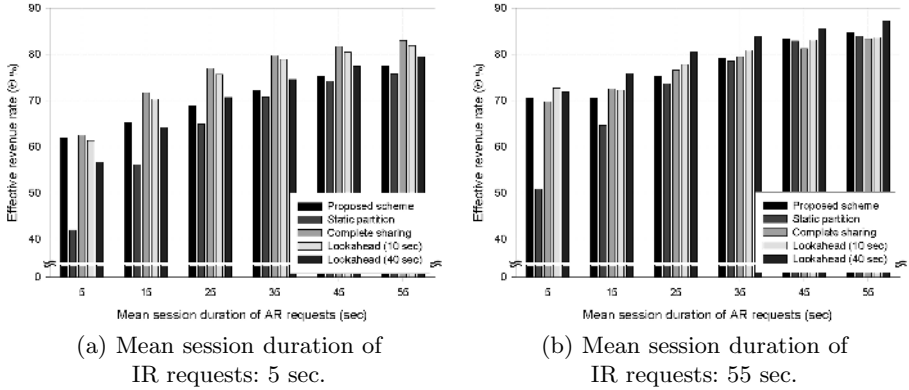 Effective revenue rate (Θ %)
90
80
70
60
50
40
0
5 15 25 35 45 55
Mean session duration of AR requests (sec)
Proposed scheme
Static partition
Complete sharing
Lookahead (10 sec)
Lookahead (40 sec)
(a) Mean session duration of
IR requests: 5 sec.
Effective revenue rate (Θ %)
90
80
70
60
50
40
0
5 15 25 35 45 55
Mean session duration of AR requests (sec)
Proposed scheme
Static partition
Complete sharing
Lookahead (10 sec)
Lookahead (40 sec)
(b) Mean session duration of
IR requests: 55 sec.